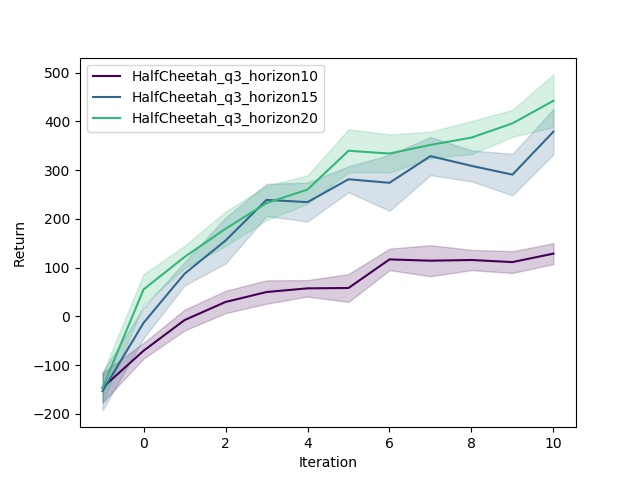 HalfCheetah_q3_horizon10
HalfCheetah_q3_horizon15
HalfCheetah_q3_horizon20
500
400
300
200
100
0
−100
−200
Return
0 2 4 6 8 10
Iteration